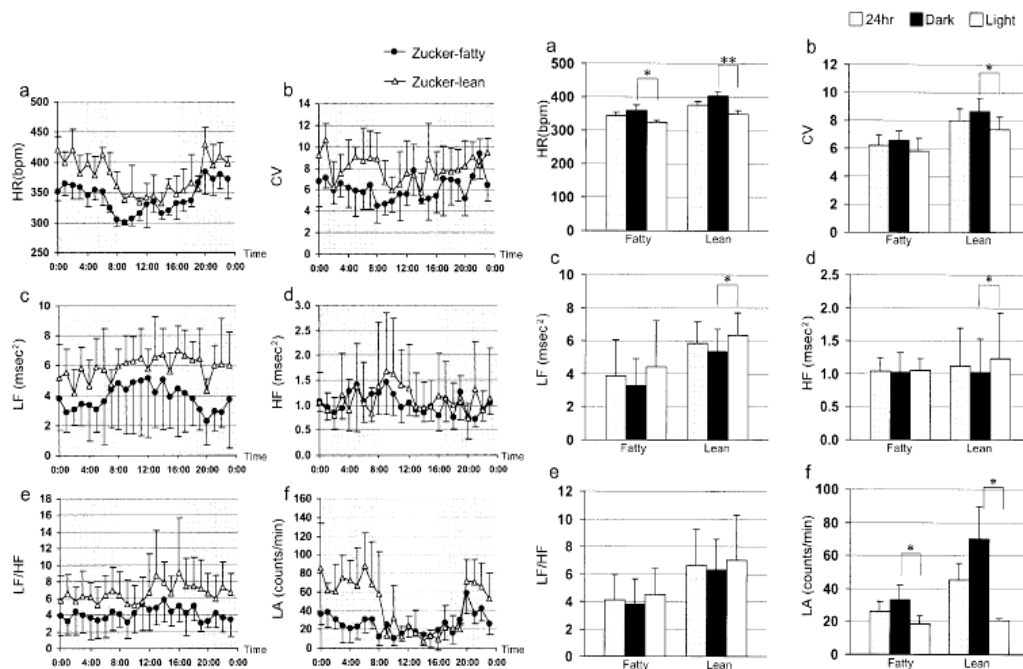 Zucker-fatty
Zucker-lean
a
HR(bpm)
500
450
400
350
300
250
0:00 4:00 8:00 12:00 16:00 20:00 0:00
Time
b
CV
14
12
10
8
6
4
2
0
0:00 4:00 8:00 12:00 16:00 20:00 0:00
Time
c
LF (msec²)
10
8
6
4
2
0
0:00 4:00 8:00 12:00 16:00 20:00 0:00
Time
d
HF (msec²)
3.0
2.5
2.0
1.5
1.0
0.5
0.0
0:00 4:00 8:00 12:00 16:00 20:00 0:00
Time
e
LF/HF
18
16
14
12
10
8
6
4
2
0
0:00 4:00 8:00 12:00 16:00 20:00 0:00
Time
f
LA (counts/min)
160
140
120
100
80
60
40
20
0
0:00 4:00 8:00 12:00 16:00 20:00 0:00
Time
24hr Dark Light
a
HR(bpm)
500
400
300
200
100
0
*
**
Fatty Lean
b
CV
12
10
8
6
4
2
0
*
Fatty Lean
c
LF (msec²)
10
8
6
4
2
0
*
Fatty Lean
d
HF (msec²)
2.5
2.0
1.5
1.0
0.5
0.0
*
Fatty Lean
e
LF/HF
12
10
8
6
4
2
0
Fatty Lean
f
LA (counts/min)
100
80
60
40
20
0
*
*
Fatty Lean